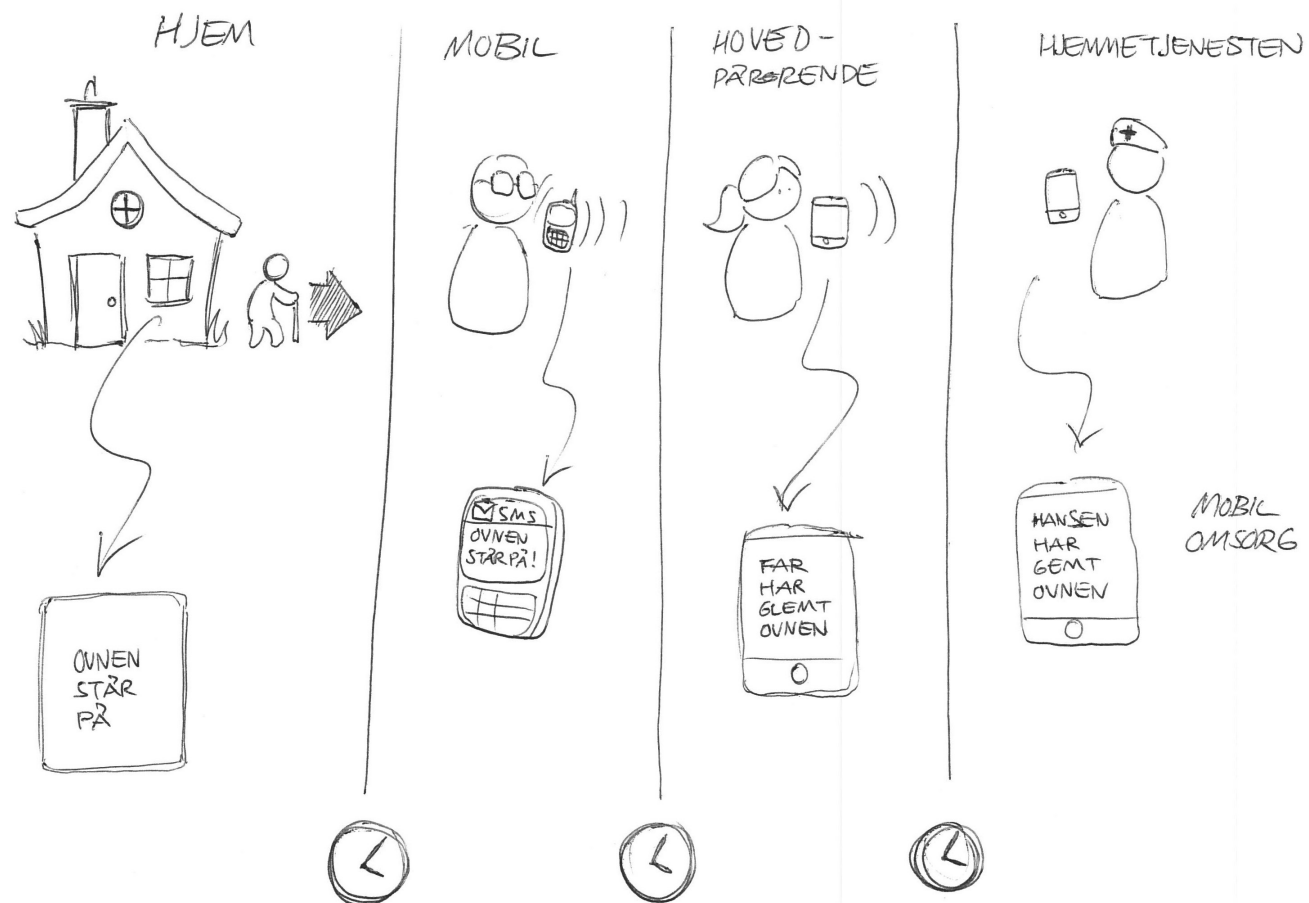 HJEM
MOBIL
HOVED-
PÅRØRENDE
HJEMMETJENESTEN
OVNEN
STÅR
PÅ
SMS
OVNEN
STÅR PÅ!
FAR
HAR
GLEMT
OVNEN
HANSEN
HAR
GEMT
OVNEN
MOBIL
OMSORG